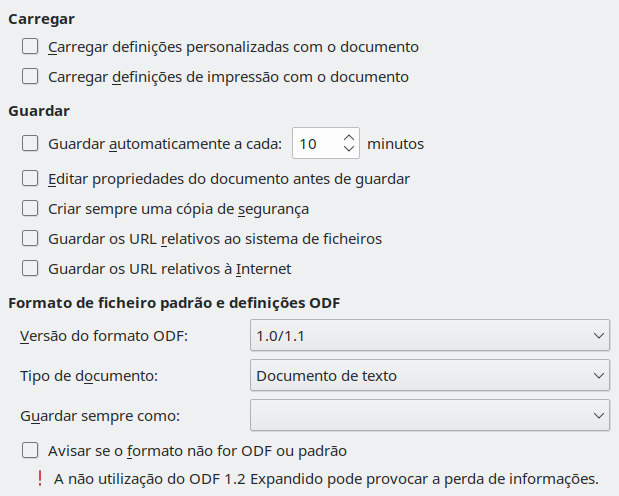 Carregar
Carregar definições personalizadas com o documento
Carregar definições de impressão com o documento
Guardar
Guardar automaticamente a cada: 10 minutos
Editar propriedades do documento antes de guardar
Criar sempre uma cópia de segurança
Guardar os URL relativos ao sistema de ficheiros
Guardar os URL relativos à Internet
Formato de ficheiro padrão e definições ODF
Versão do formato ODF: 1.0/1.1
Tipo de documento: Documento de texto
Guardar sempre como:
Avisar se o formato não for ODF ou padrão
! A não utilização do ODF 1.2 Expandido pode provocar a perda de informações.